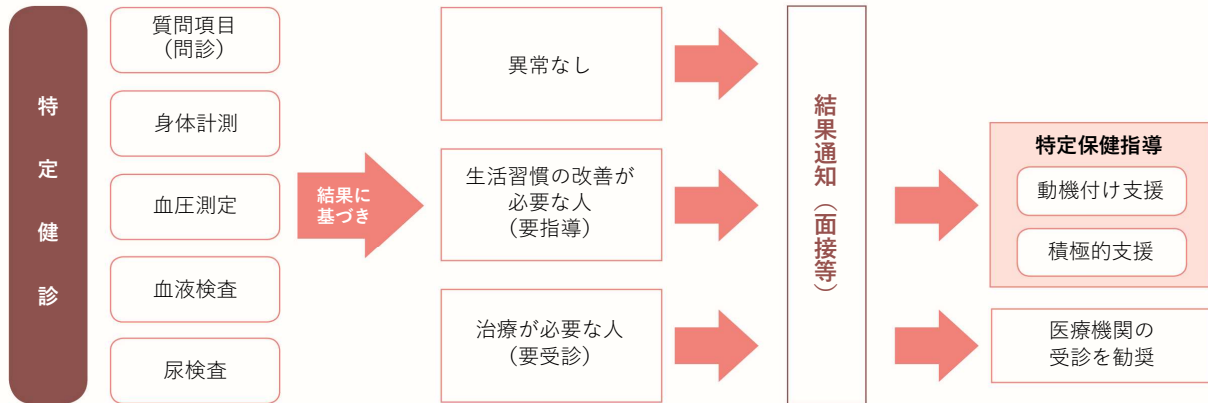 特定健診
質問項目
(問診)
身体計測
血圧測定
血液検査
尿検査
結果に
基づき
異常なし
生活習慣の改善が
必要な人
(要指導)
治療が必要な人
(要受診)
結果通知（面接等）
特定保健指導
動機付け支援
積極的支援
医療機関の
受診を勧奨